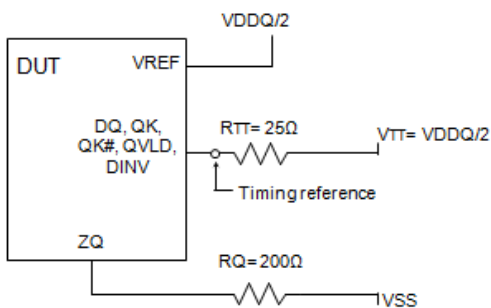 VDDQ/2
DUT
VREF
DQ, QK,
QK#, QVLD,
DINV
RTT= 25Ω
VTT= VDDQ/2
Timing reference
ZQ
RQ= 200Ω
VSS